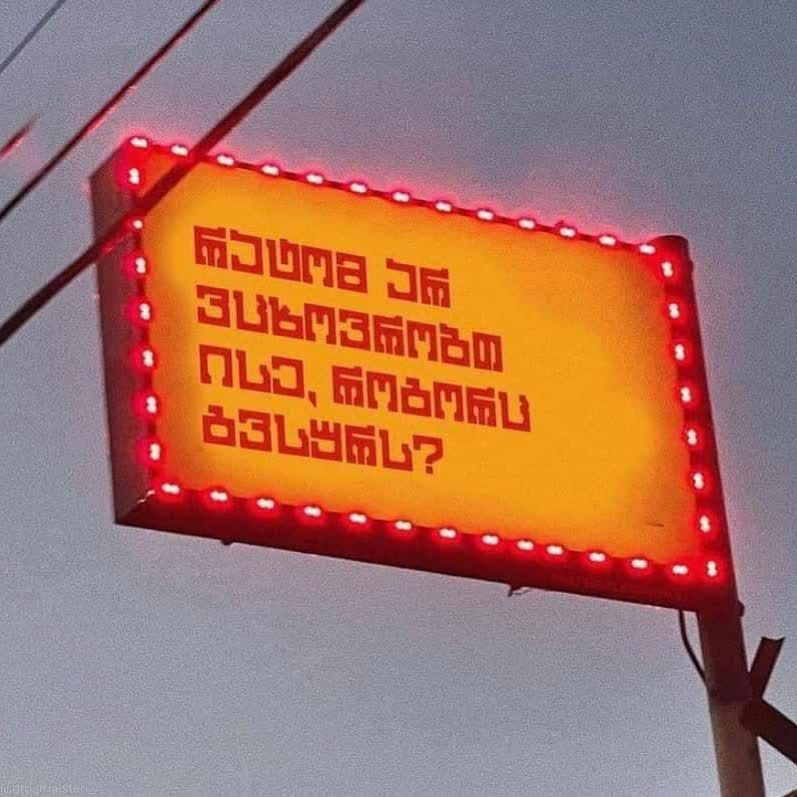 რატომ არ
ვცხოვრობთ
ისე, როგორც
გვსურს?